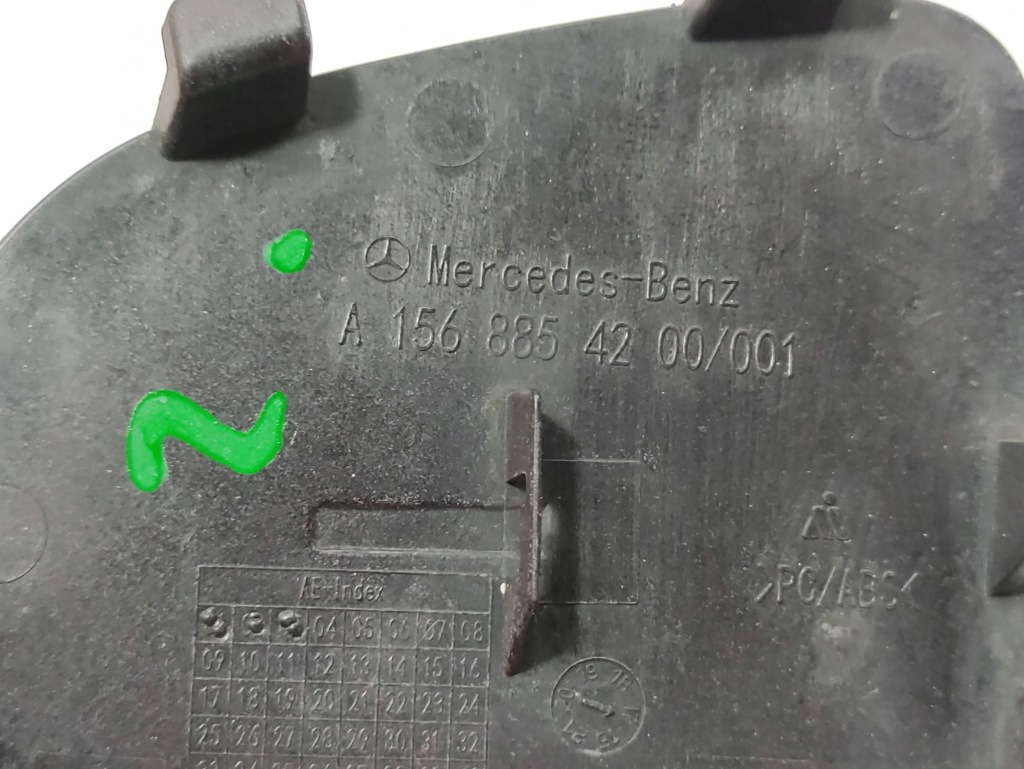 Mercedes-Benz
A 156 885 42 00/001
>PC/ABS<
AE-Index
04 05 06 07 08
09 10 11 12 13 14 15 16
17 18 19 20 21 22 23 24
25 26 27 28 29 30 31 32